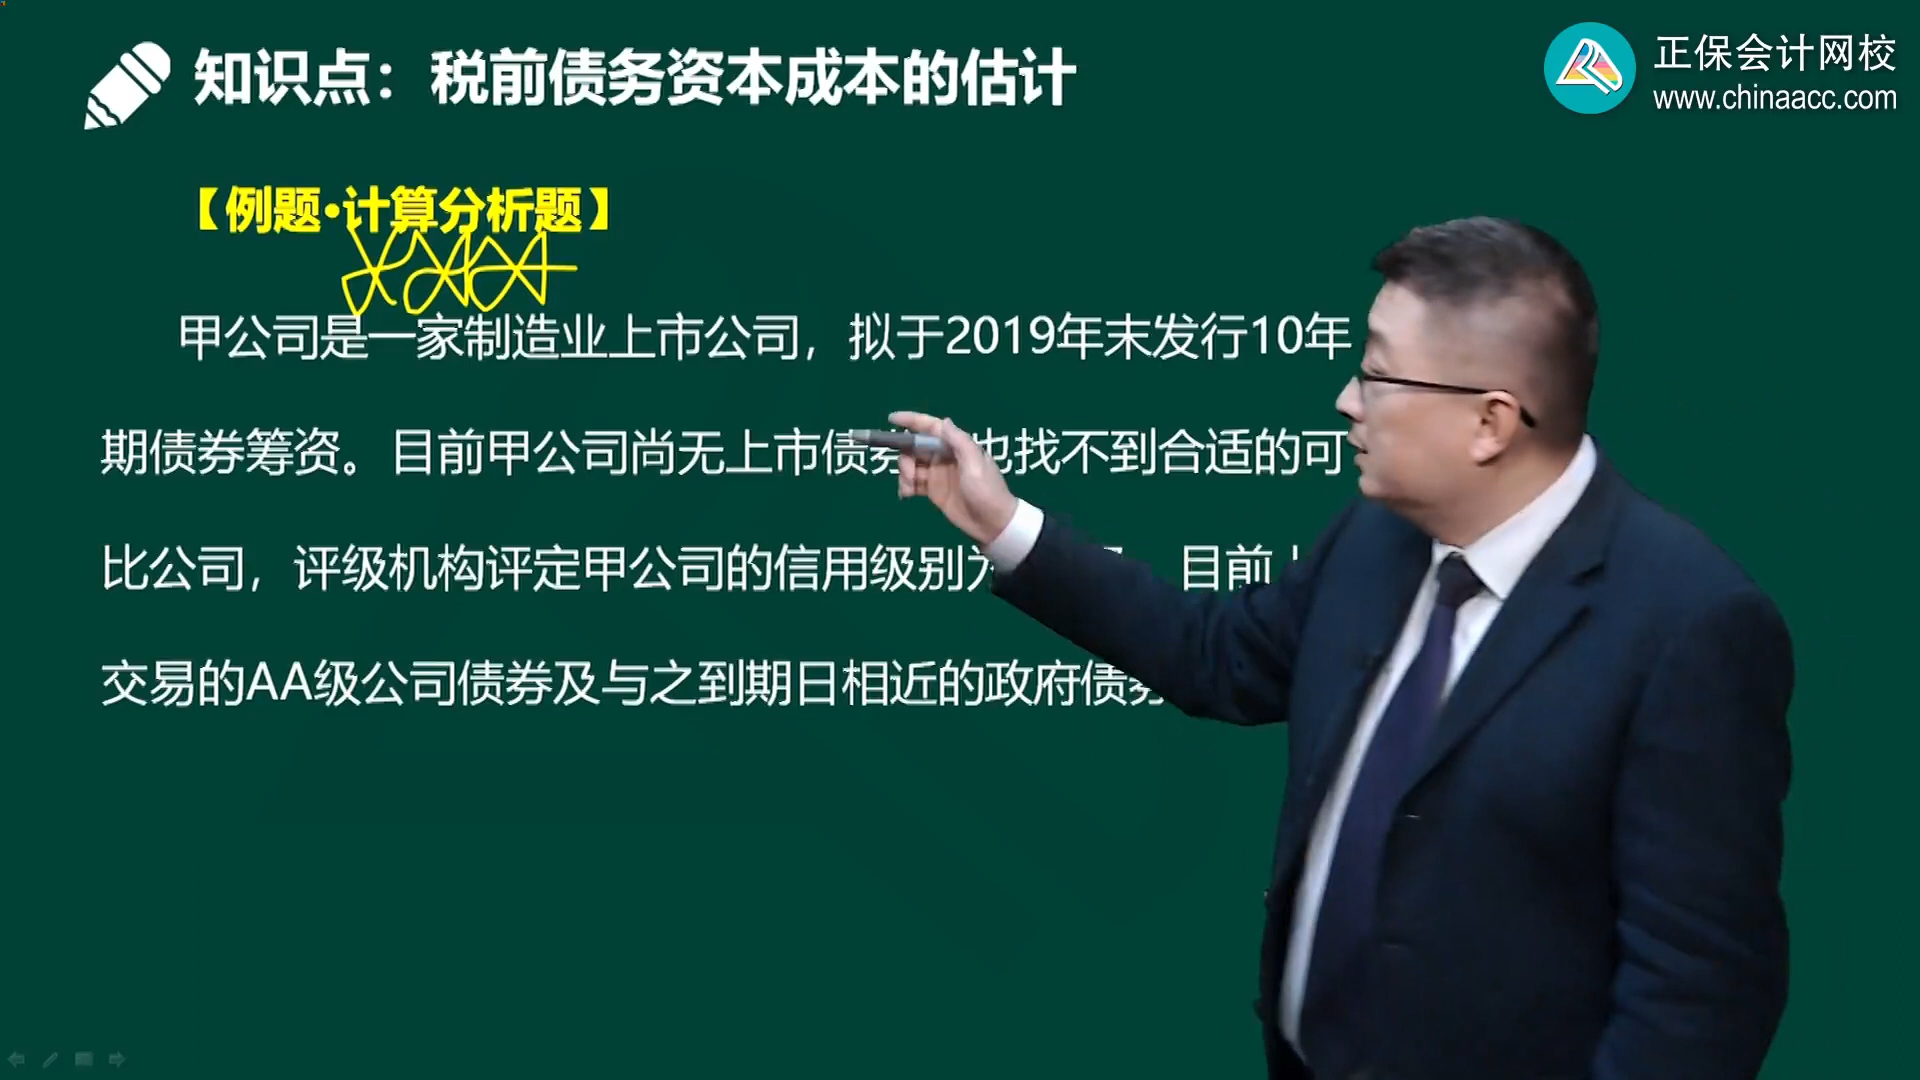 知识点：税前债务资本成本的估计
正保会计网校
www.chinaacc.com
【例题•计算分析题】
甲公司是一家制造业上市公司，拟于2019年末发行10年
期债券筹资。目前甲公司尚无上市债券 也找不到合适的可
比公司，评级机构评定甲公司的信用级别为 目前
交易的AA级公司债券及与之到期日相近的政府债券